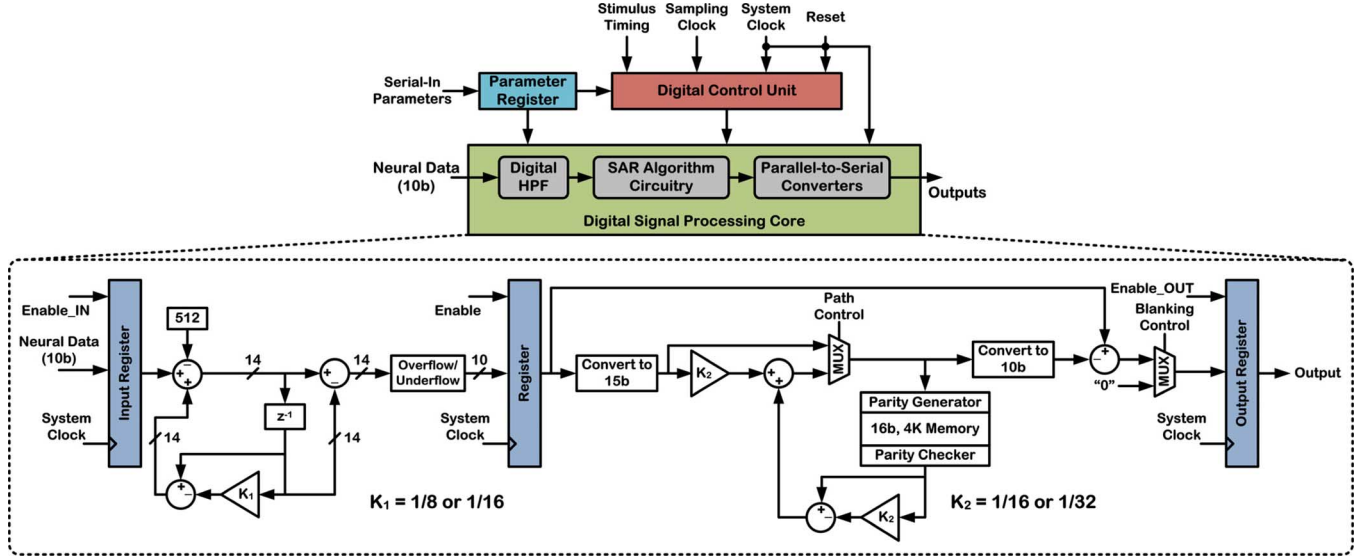 Stimulus
Timing
Sampling
Clock
System
Clock
Reset
Serial-In
Parameters
Parameter
Register
Digital Control Unit
Neural Data
(10b)
Digital
HPF
SAR Algorithm
Circuitry
Parallel-to-Serial
Converters
Outputs
Digital Signal Processing Core
Enable_IN
Neural Data
(10b)
System
Clock
Input Register
512
−
+
+
14
14
z⁻¹
14
+
−
K₁
+
−
14
Overflow/
Underflow
10
K₁ = 1/8 or 1/16
Enable
System
Clock
Register
Convert to
15b
K₂
+
+
Path
Control
MUX
Parity Generator
16b, 4K Memory
Parity Checker
+
−
K₂
K₂ = 1/16 or 1/32
Convert to
10b
−
+
Enable_OUT
Blanking
Control
"0"
MUX
System
Clock
Output Register
Output